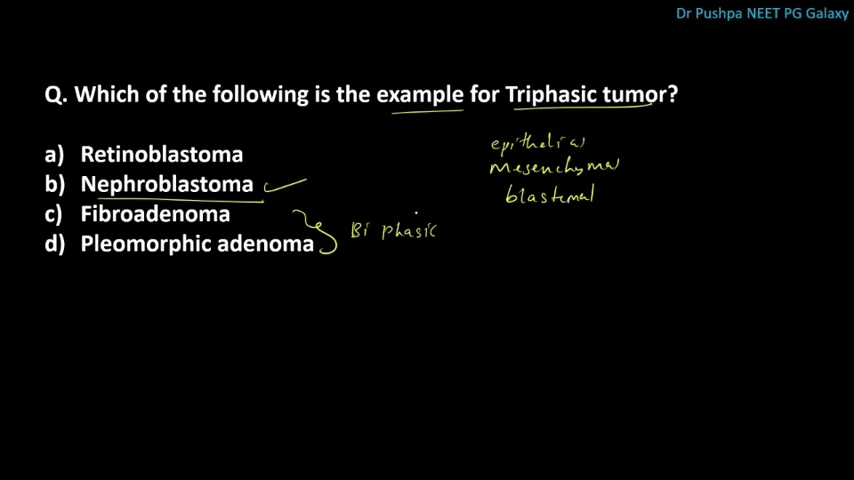 Dr Pushpa NEET PG Galaxy
Q. Which of the following is the example for Triphasic tumor?
a) Retinoblastoma
b) Nephroblastoma
c) Fibroadenoma
d) Pleomorphic adenoma
epithelial
mesenchymal
blastemal
Bi phasic